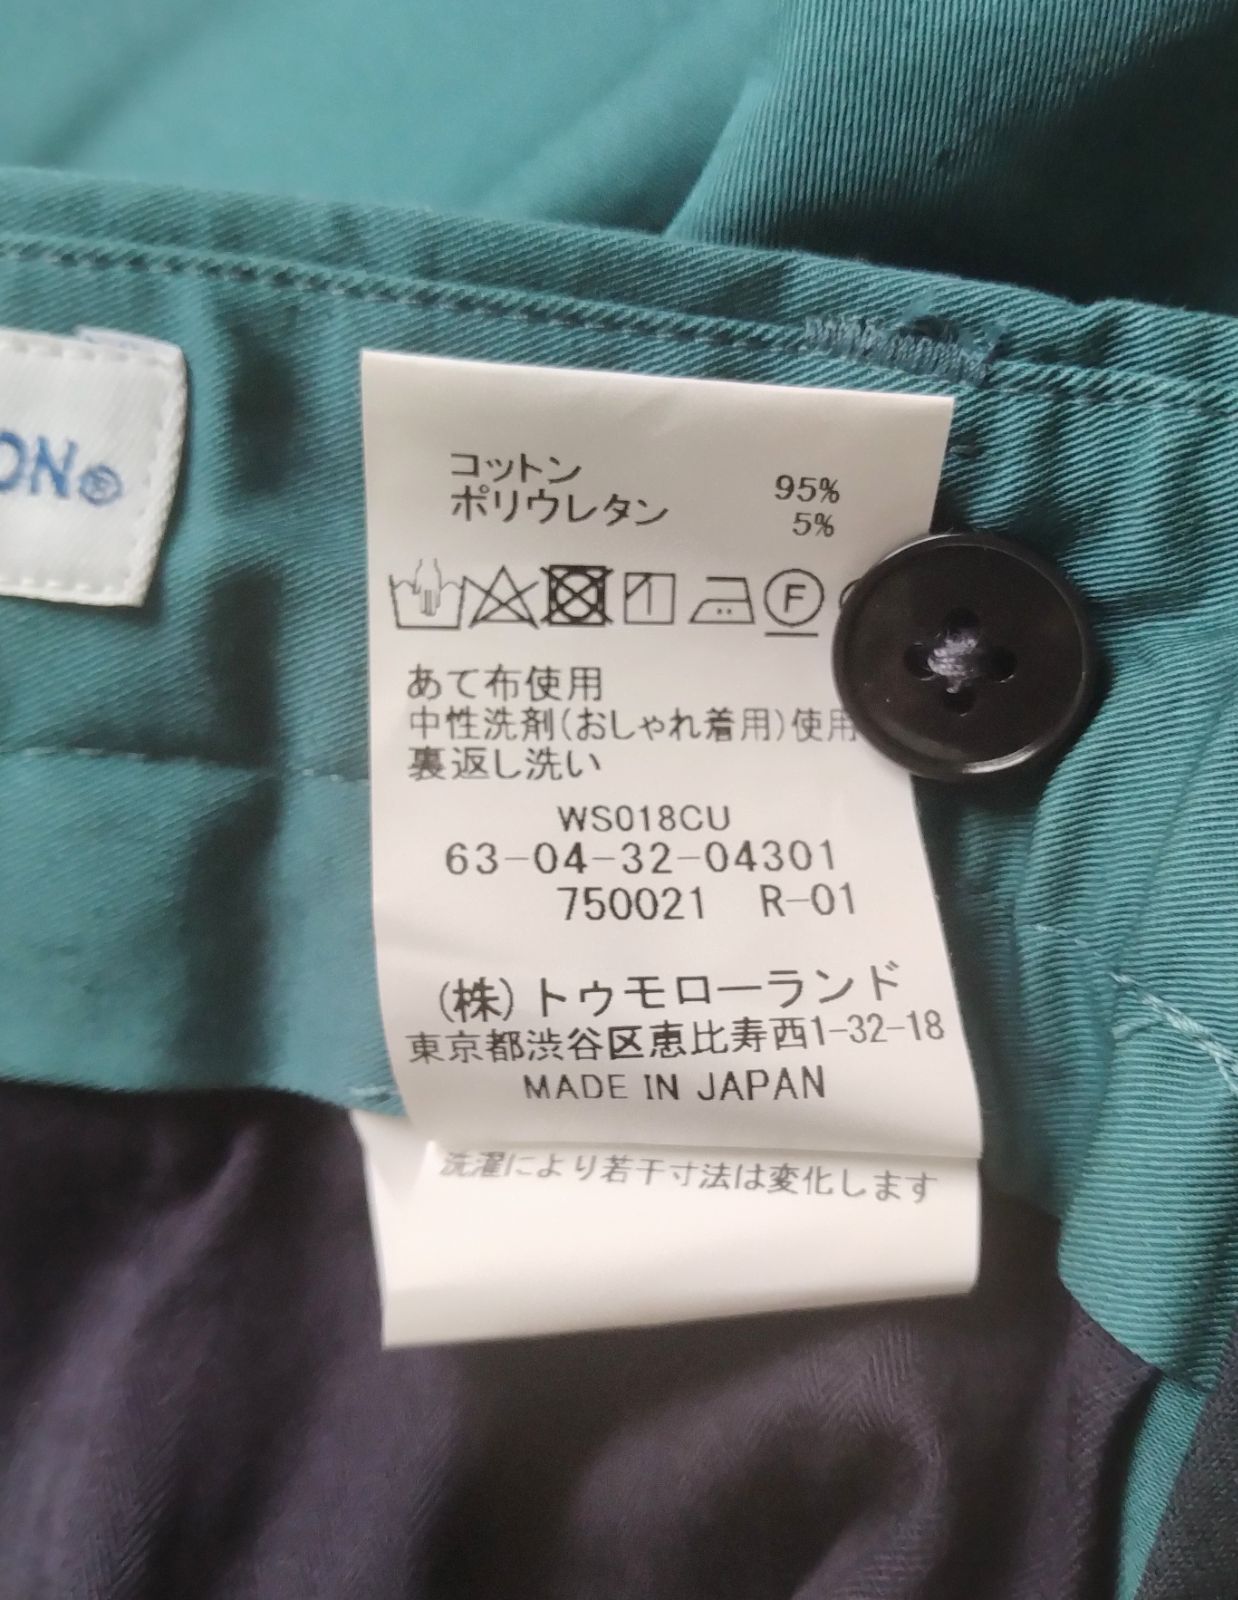 ON®
コットン 95%
ポリウレタン 5%
F
あて布使用
中性洗剤(おしゃれ着用)使用
裏返し洗い
WS018CU
63-04-32-04301
750021 R-01
(株)トゥモローランド
東京都渋谷区恵比寿西1-32-18
MADE IN JAPAN
洗濯により若干寸法は変化します